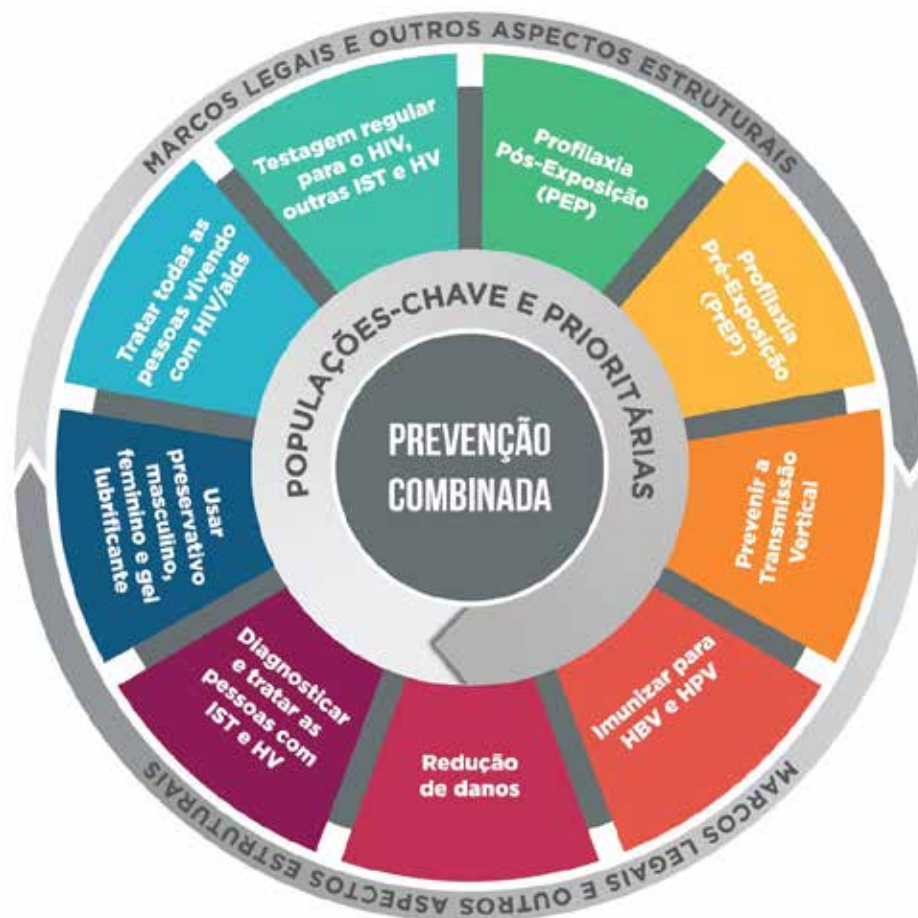 MARCOS LEGAIS E OUTROS ASPECTOS ESTRUTURAIS
Testagem regular
para o HIV,
outras IST e HV
Profilaxia
Pós-Exposição
(PEP)
Profilaxia
Pré-Exposição
(PrEP)
Prevenir a
Transmissão
Vertical
Imunizar para
HBV e HPV
Redução
de danos
Diagnosticar
e tratar as
pessoas com
IST e HV
Usar
preservativo
masculino,
feminino e gel
lubrificante
Tratar todas as
pessoas vivendo
com HIV/aids
POPULAÇÕES-CHAVE E PRIORITÁRIAS
PREVENÇÃO
COMBINADA
MARCOS LEGAIS E OUTROS ASPECTOS ESTRUTURAIS